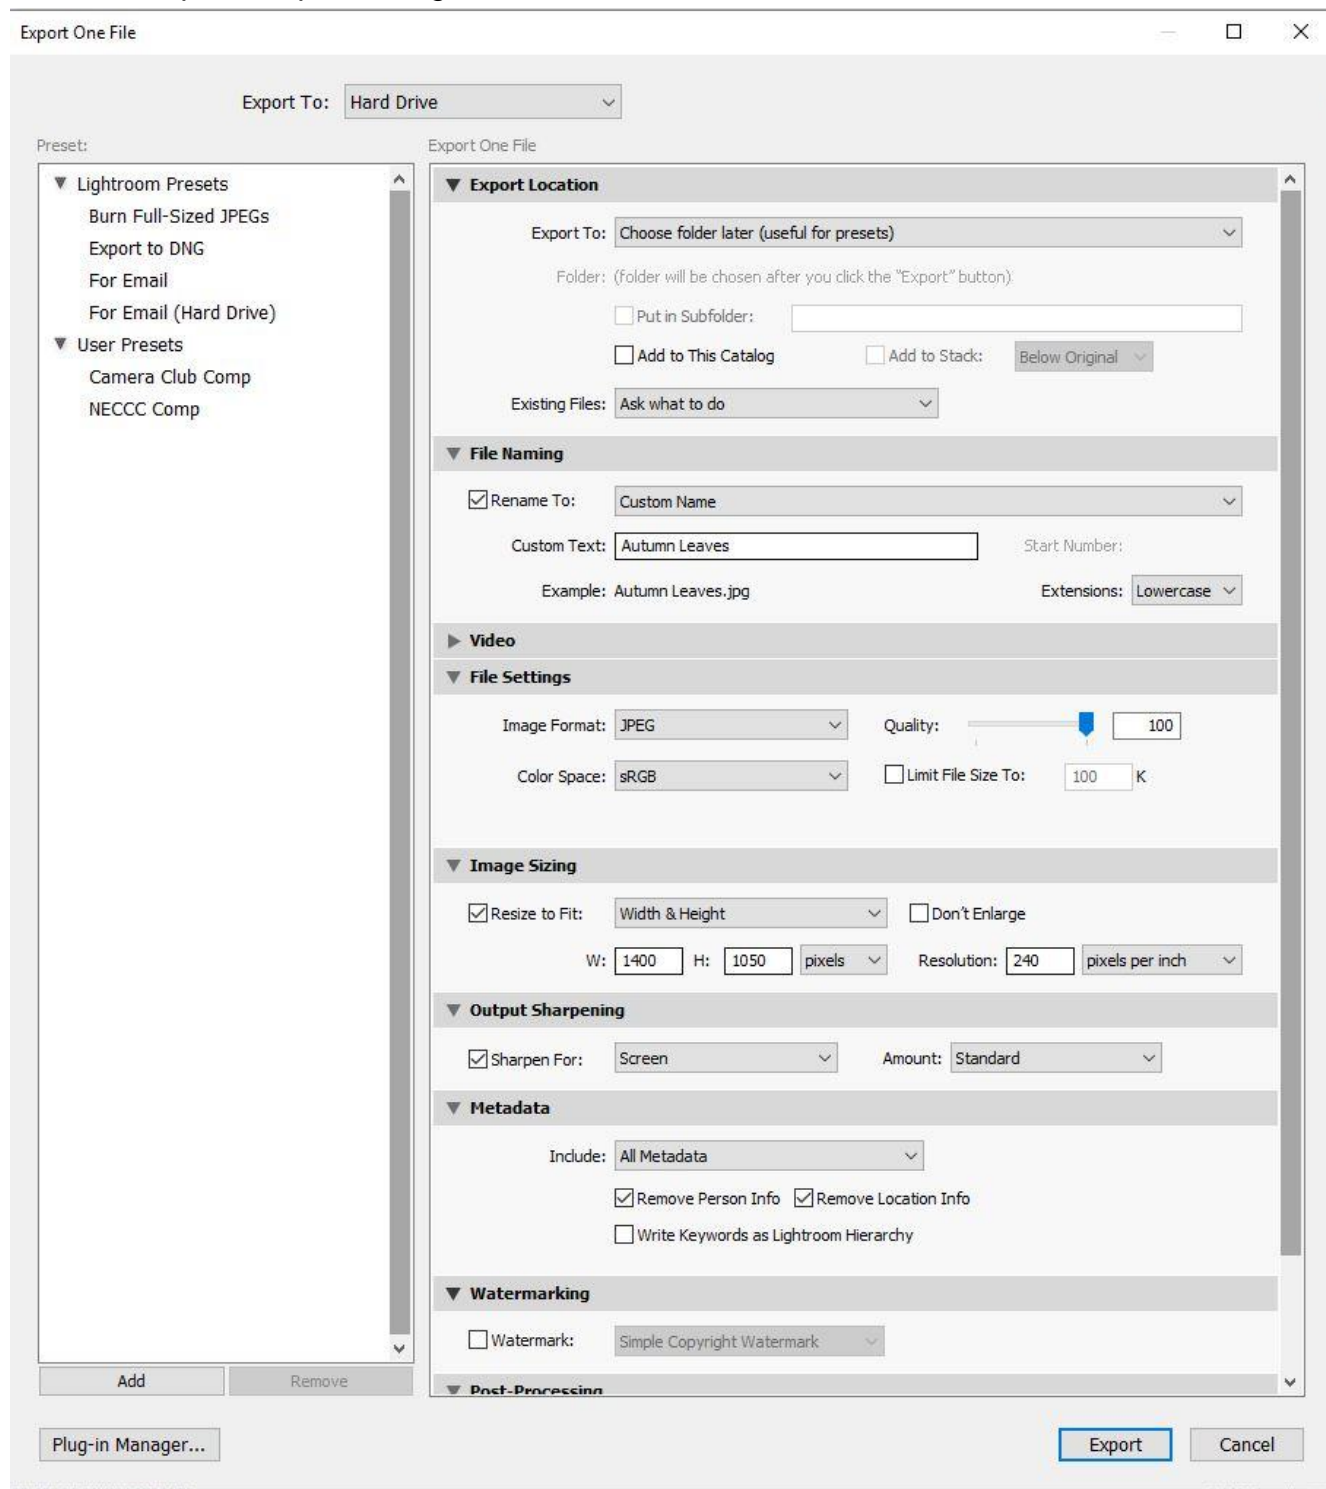 Export One File
Export To: Hard Drive
Preset:
Lightroom Presets
Burn Full-Sized JPEGs
Export to DNG
For Email
For Email (Hard Drive)
User Presets
Camera Club Comp
NECCC Comp
Add Remove
Export One File
Export Location
Export To: Choose folder later (useful for presets)
Folder: (folder will be chosen after you click the "Export" button)
Put in Subfolder:
Add to This Catalog Add to Stack: Below Original
Existing Files: Ask what to do
File Naming
Rename To: Custom Name
Custom Text: Autumn Leaves Start Number:
Example: Autumn Leaves.jpg Extensions: Lowercase
Video
File Settings
Image Format: JPEG Quality: 100
Color Space: sRGB Limit File Size To: 100 K
Image Sizing
Resize to Fit: Width & Height Don't Enlarge
W: 1400 H: 1050 pixels Resolution: 240 pixels per inch
Output Sharpening
Sharpen For: Screen Amount: Standard
Metadata
Include: All Metadata
Remove Person Info Remove Location Info
Write Keywords as Lightroom Hierarchy
Watermarking
Watermark: Simple Copyright Watermark
Post-Processing
Plug-in Manager... Export Cancel